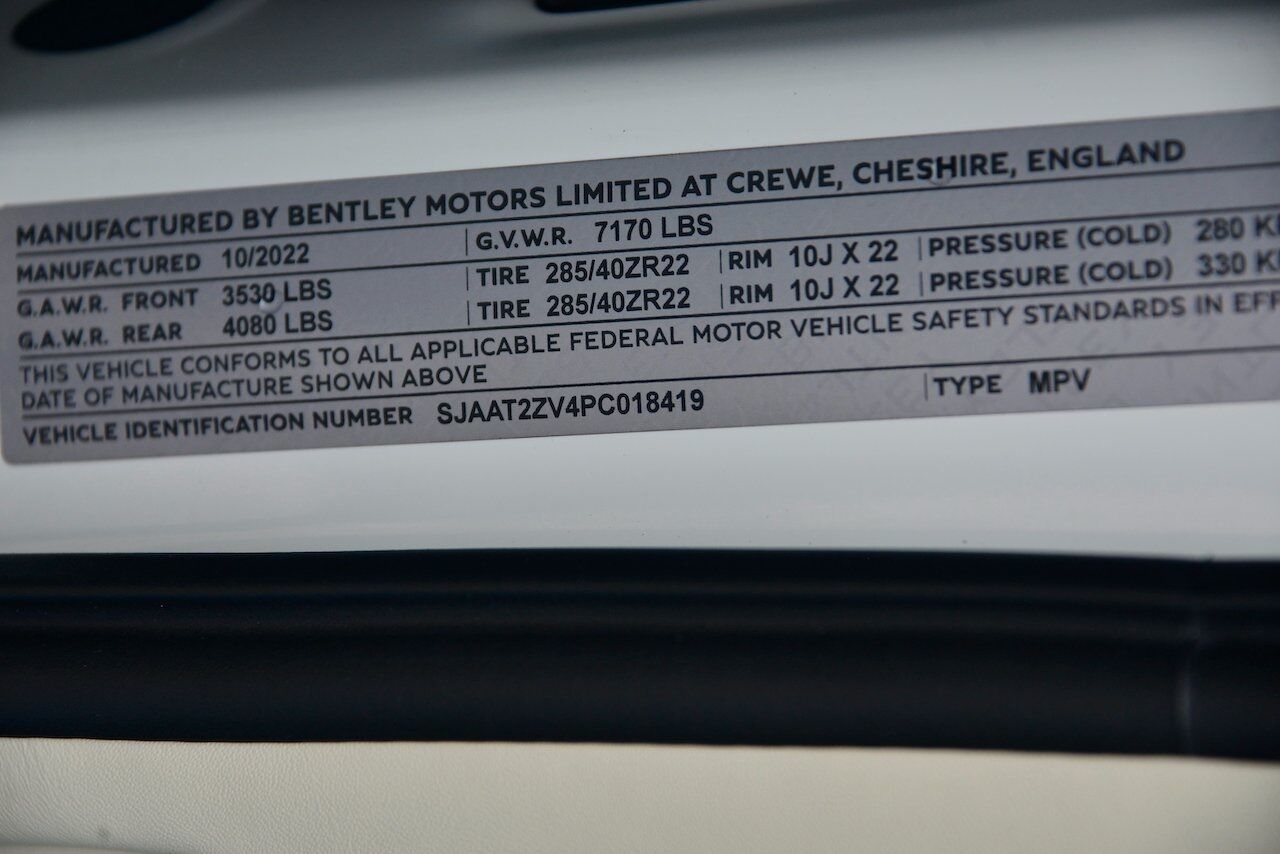 MANUFACTURED BY BENTLEY MOTORS LIMITED AT CREWE, CHESHIRE, ENGLAND
MANUFACTURED 10/2022 G.V.W.R. 7170 LBS
G.A.W.R. FRONT 3530 LBS TIRE 285/40ZR22 RIM 10J X 22 PRESSURE (COLD) 280
G.A.W.R. REAR 4080 LBS TIRE 285/40ZR22 RIM 10J X 22 PRESSURE (COLD) 330
THIS VEHICLE CONFORMS TO ALL APPLICABLE FEDERAL MOTOR VEHICLE SAFETY STANDARDS IN
DATE OF MANUFACTURE SHOWN ABOVE
VEHICLE IDENTIFICATION NUMBER SJAAT2ZV4PC018419 TYPE MPV